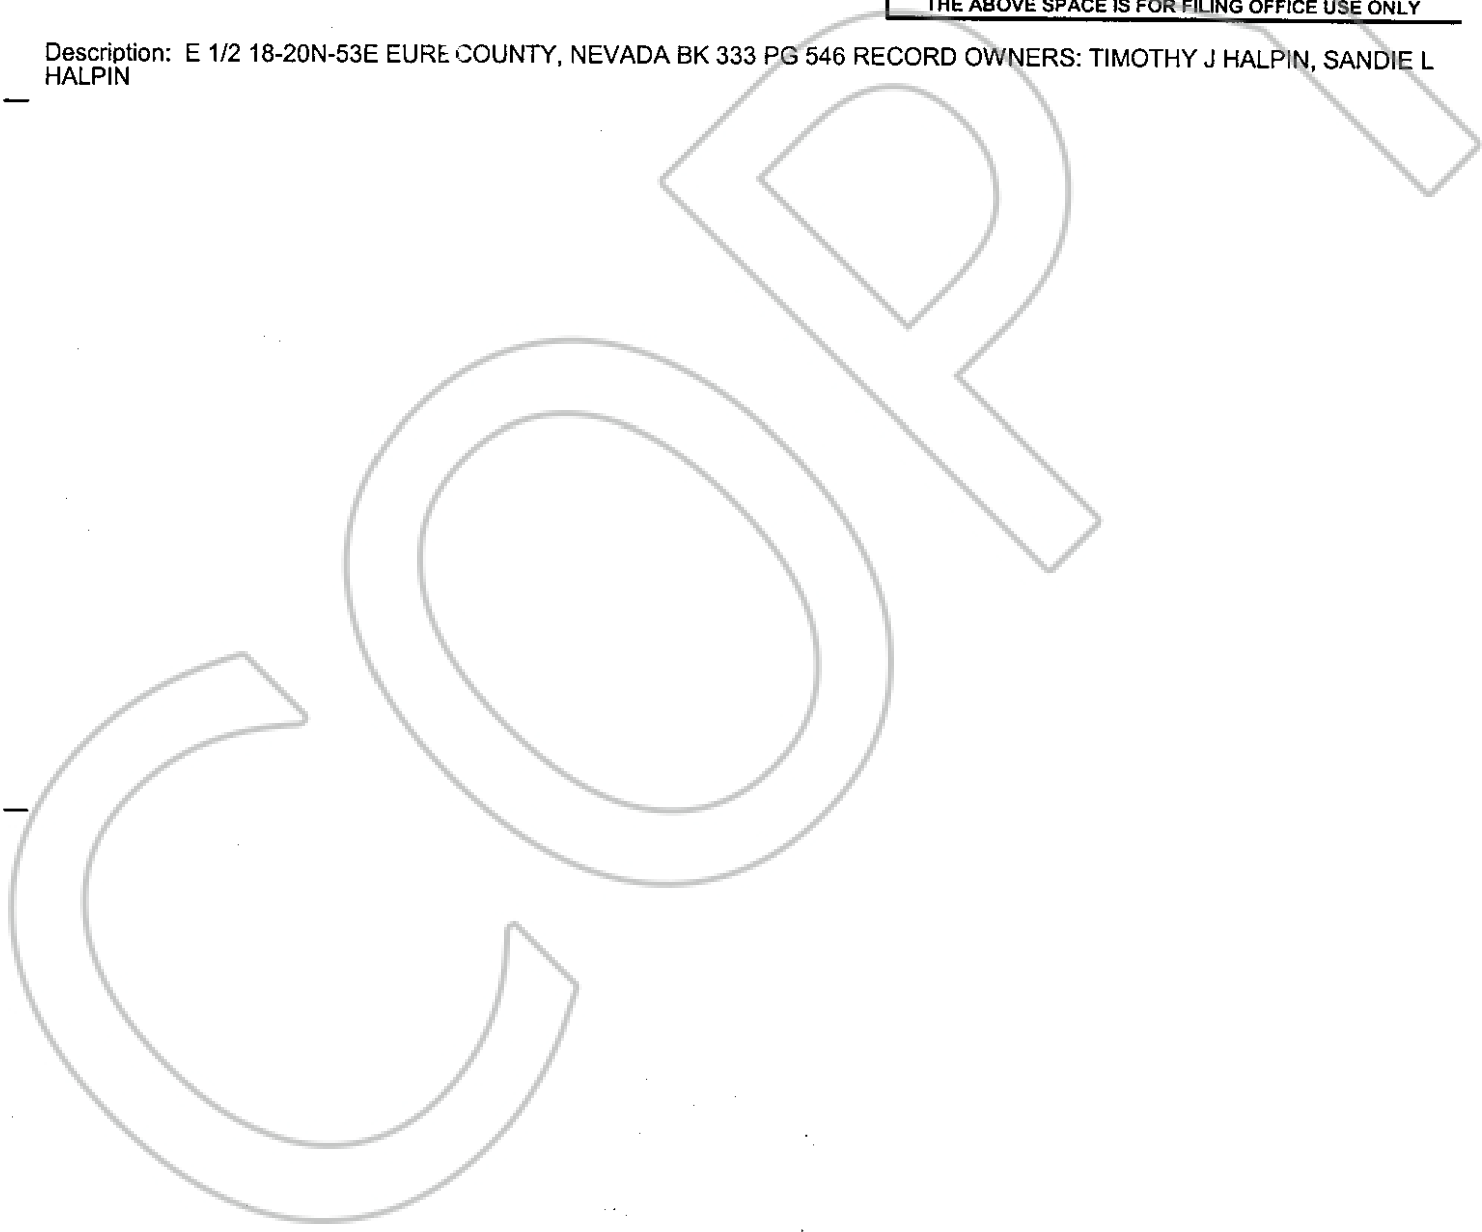 THE ABOVE SPACE IS FOR FILING OFFICE USE ONLY
Description: E 1/2 18-20N-53E EURE COUNTY, NEVADA BK 333 PG 546 RECORD OWNERS: TIMOTHY J HALPIN, SANDIE L
HALPIN
COPY